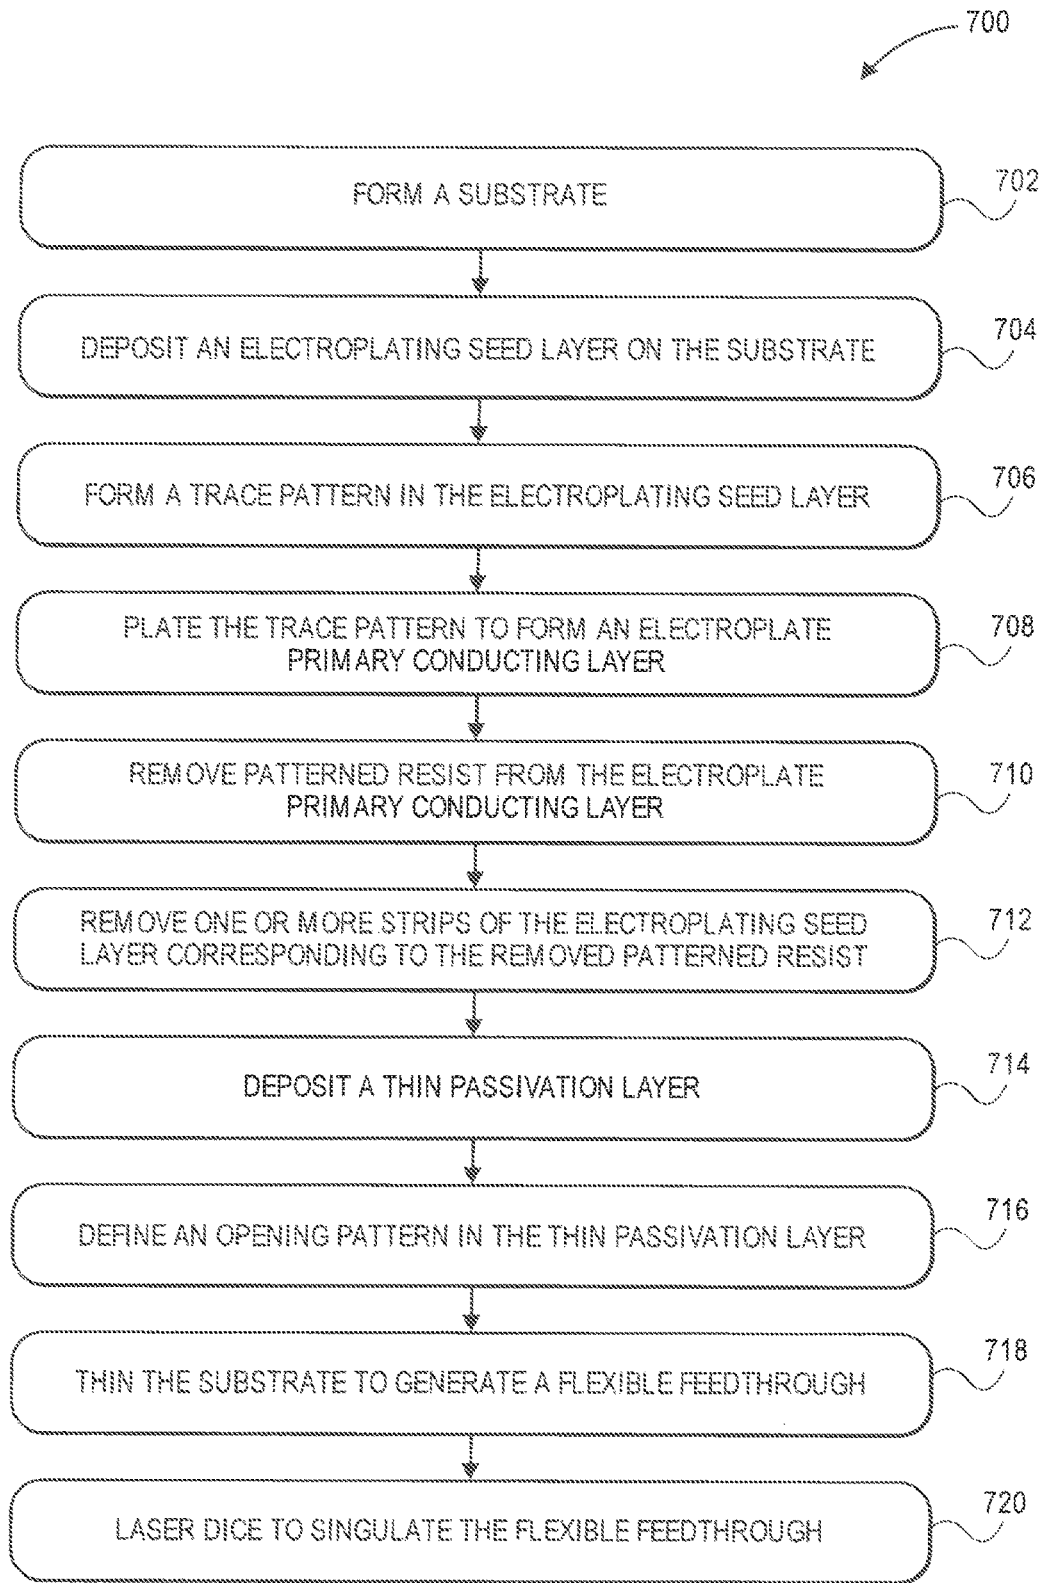 700
FORM A SUBSTRATE
702
DEPOSIT AN ELECTROPLATING SEED LAYER ON THE SUBSTRATE
704
FORM A TRACE PATTERN IN THE ELECTROPLATING SEED LAYER
706
PLATE THE TRACE PATTERN TO FORM AN ELECTROPLATE
PRIMARY CONDUCTING LAYER
708
REMOVE PATTERNED RESIST FROM THE ELECTROPLATE
PRIMARY CONDUCTING LAYER
710
REMOVE ONE OR MORE STRIPS OF THE ELECTROPLATING SEED
LAYER CORRESPONDING TO THE REMOVED PATTERNED RESIST
712
DEPOSIT A THIN PASSIVATION LAYER
714
DEFINE AN OPENING PATTERN IN THE THIN PASSIVATION LAYER
716
THIN THE SUBSTRATE TO GENERATE A FLEXIBLE FEEDTHROUGH
718
LASER DICE TO SINGULATE THE FLEXIBLE FEEDTHROUGH
720